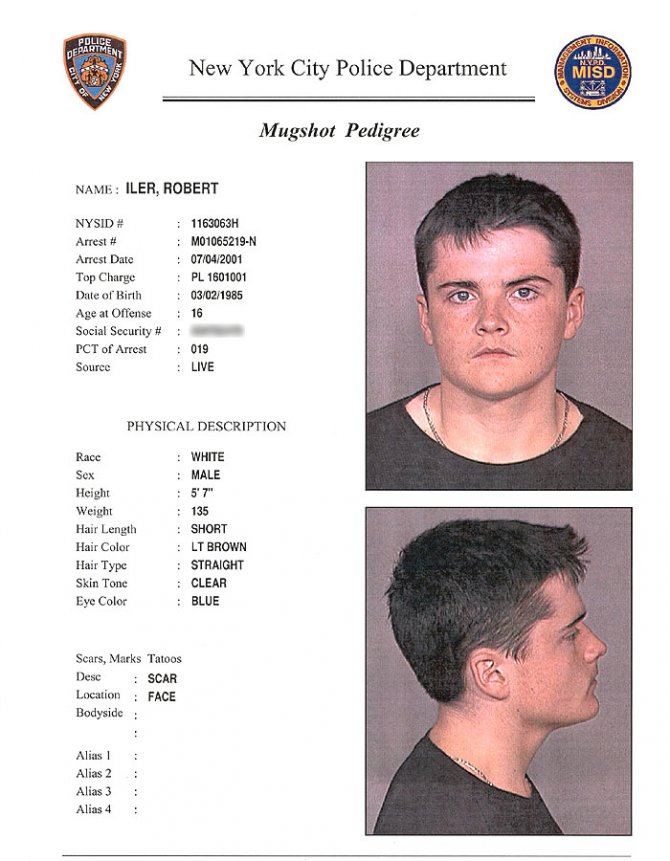 POLICE
DEPARTMENT
CITY OF NEW YORK
New York City Police Department
MANAGEMENT INFORMATION
N.Y.P.D.
MISD
SYSTEMS DIVISION
Mugshot Pedigree
NAME : ILER, ROBERT
NYSID # : 1163063H
Arrest # : M01065219-N
Arrest Date : 07/04/2001
Top Charge : PL 1601001
Date of Birth : 03/02/1985
Age at Offense : 16
Social Security # :
PCT of Arrest : 019
Source : LIVE
PHYSICAL DESCRIPTION
Race : WHITE
Sex : MALE
Height : 5' 7"
Weight : 135
Hair Length : SHORT
Hair Color : LT BROWN
Hair Type : STRAIGHT
Skin Tone : CLEAR
Eye Color : BLUE
Scars, Marks Tatoos
Desc : SCAR
Location : FACE
Bodyside :
:
Alias 1 :
Alias 2 :
Alias 3 :
Alias 4 :